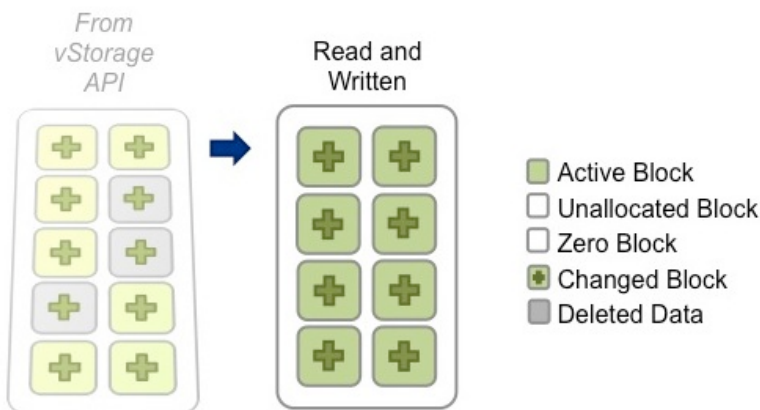 From
vStorage
API
Read and
Written
Active Block
Unallocated Block
Zero Block
Changed Block
Deleted Data